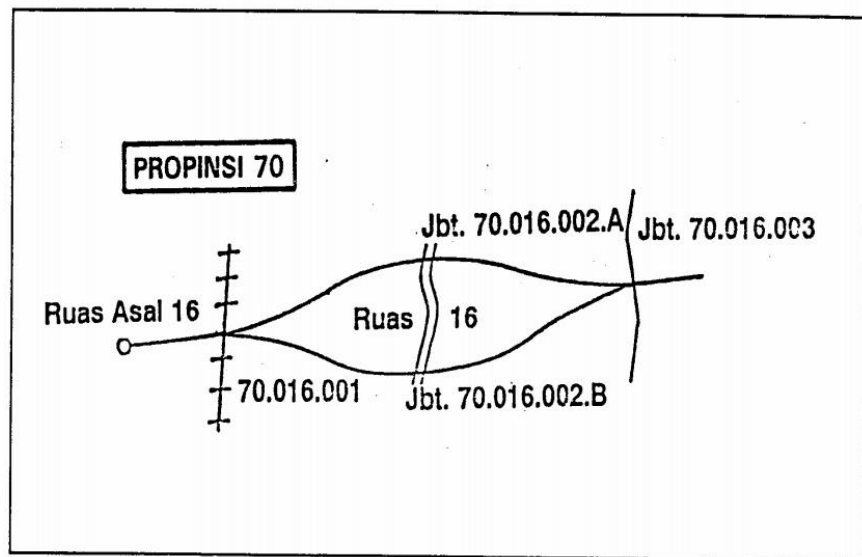 PROPINSI 70
Jbt. 70.016.002.A
Jbt. 70.016.003
Ruas Asal 16
Ruas 16
70.016.001
Jbt. 70.016.002.B